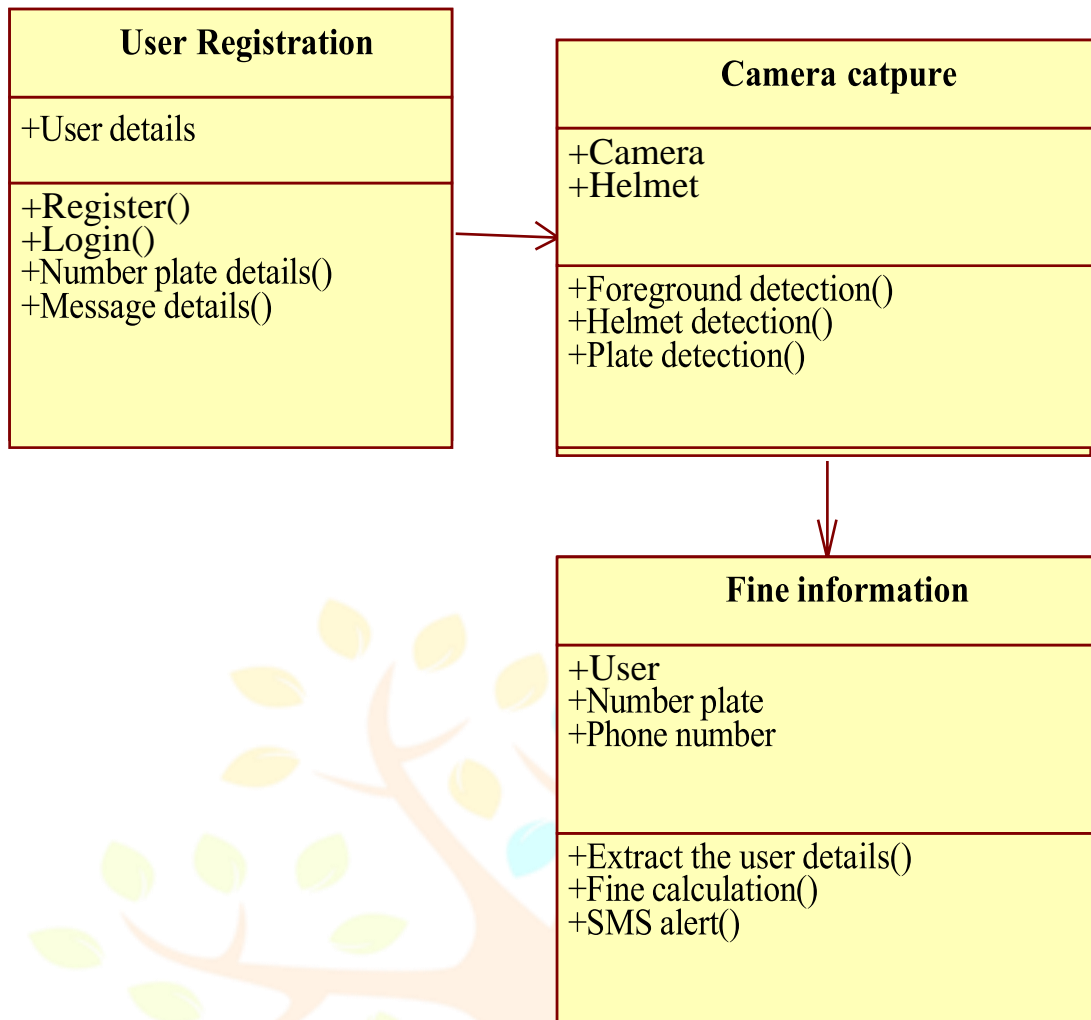 User Registration
+User details
+Register()
+Login()
+Number plate details()
+Message details()
Camera catpure
+Camera
+Helmet
+Foreground detection()
+Helmet detection()
+Plate detection()
Fine information
+User
+Number plate
+Phone number
+Extract the user details()
+Fine calculation()
+SMS alert()